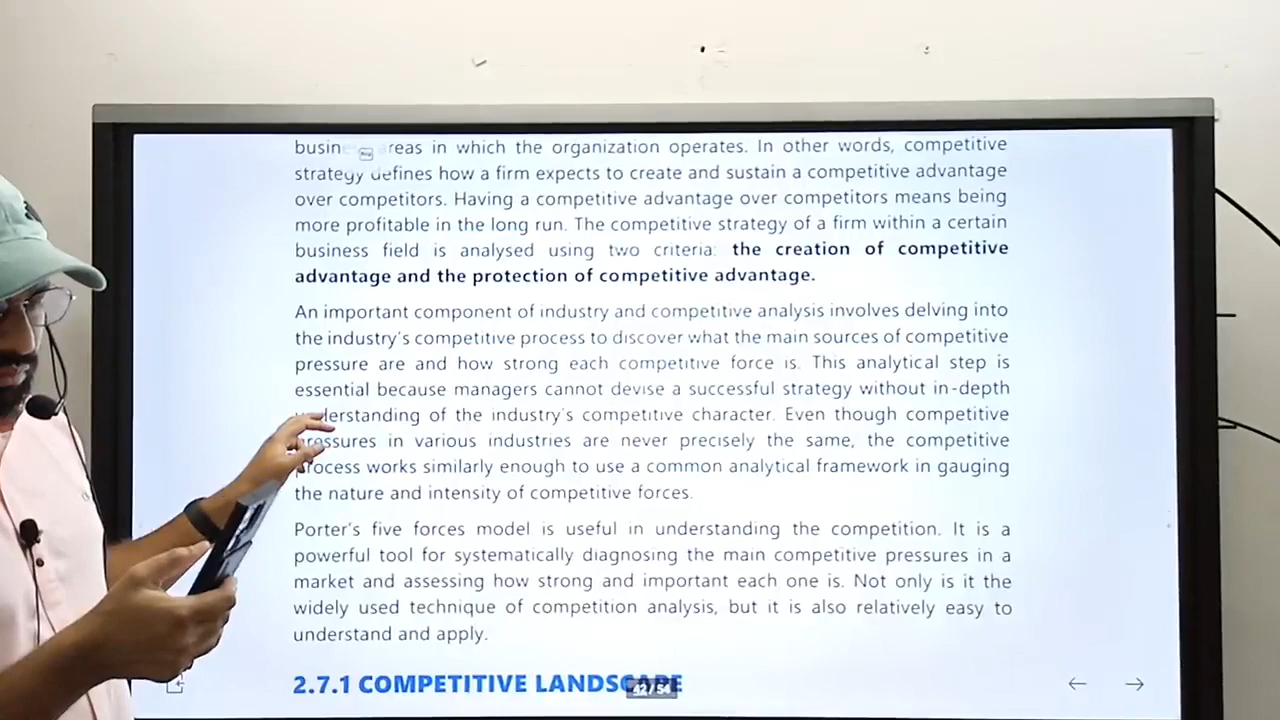 areas in which the organization operates. In other words, competitive
strategy defines how a firm expects to create and sustain a competitive advantage
over competitors. Having a competitive advantage over competitors means being
more profitable in the long run. The competitive strategy of a firm within a certain
business field is analysed using two criteria: the creation of competitive
advantage and the protection of competitive advantage.
An important component of industry and competitive analysis involves delving into
the industry's competitive process to discover what the main sources of competitive
pressure are and how strong each competitive force is. This analytical step is
essential because managers cannot devise a successful strategy without in-depth
understanding of the industry's competitive character. Even though competitive
pressures in various industries are never precisely the same, the competitive
process works similarly enough to use a common analytical framework in gauging
the nature and intensity of competitive forces.
Porter's five forces model is useful in understanding the competition. It is a
powerful tool for systematically diagnosing the main competitive pressures in a
market and assessing how strong and important each one is. Not only is it the
widely used technique of competition analysis, but it is also relatively easy to
understand and apply.
2.7.1 COMPETITIVE LANDSCAPE
42/54